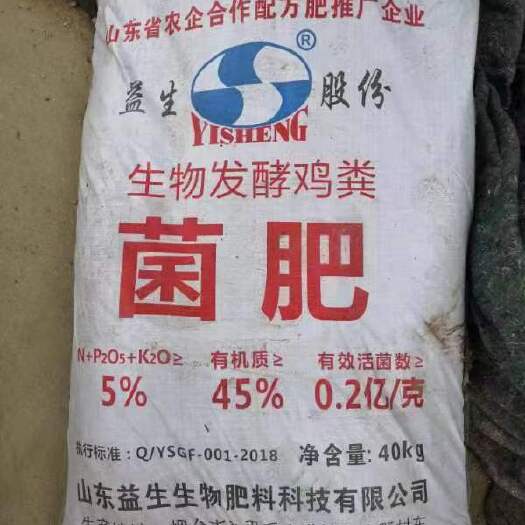 山东省农企合作配方肥推广企业
®
益生 股份
YISHENG
生物发酵鸡粪
菌肥
N+P2O5+K2O≥ 有机质≥ 有效活菌数≥
5% 45% 0.2亿/克
执行标准：Q/YSGF-001-2018 净含量: 40kg
山东益生生物肥料科技有限公司